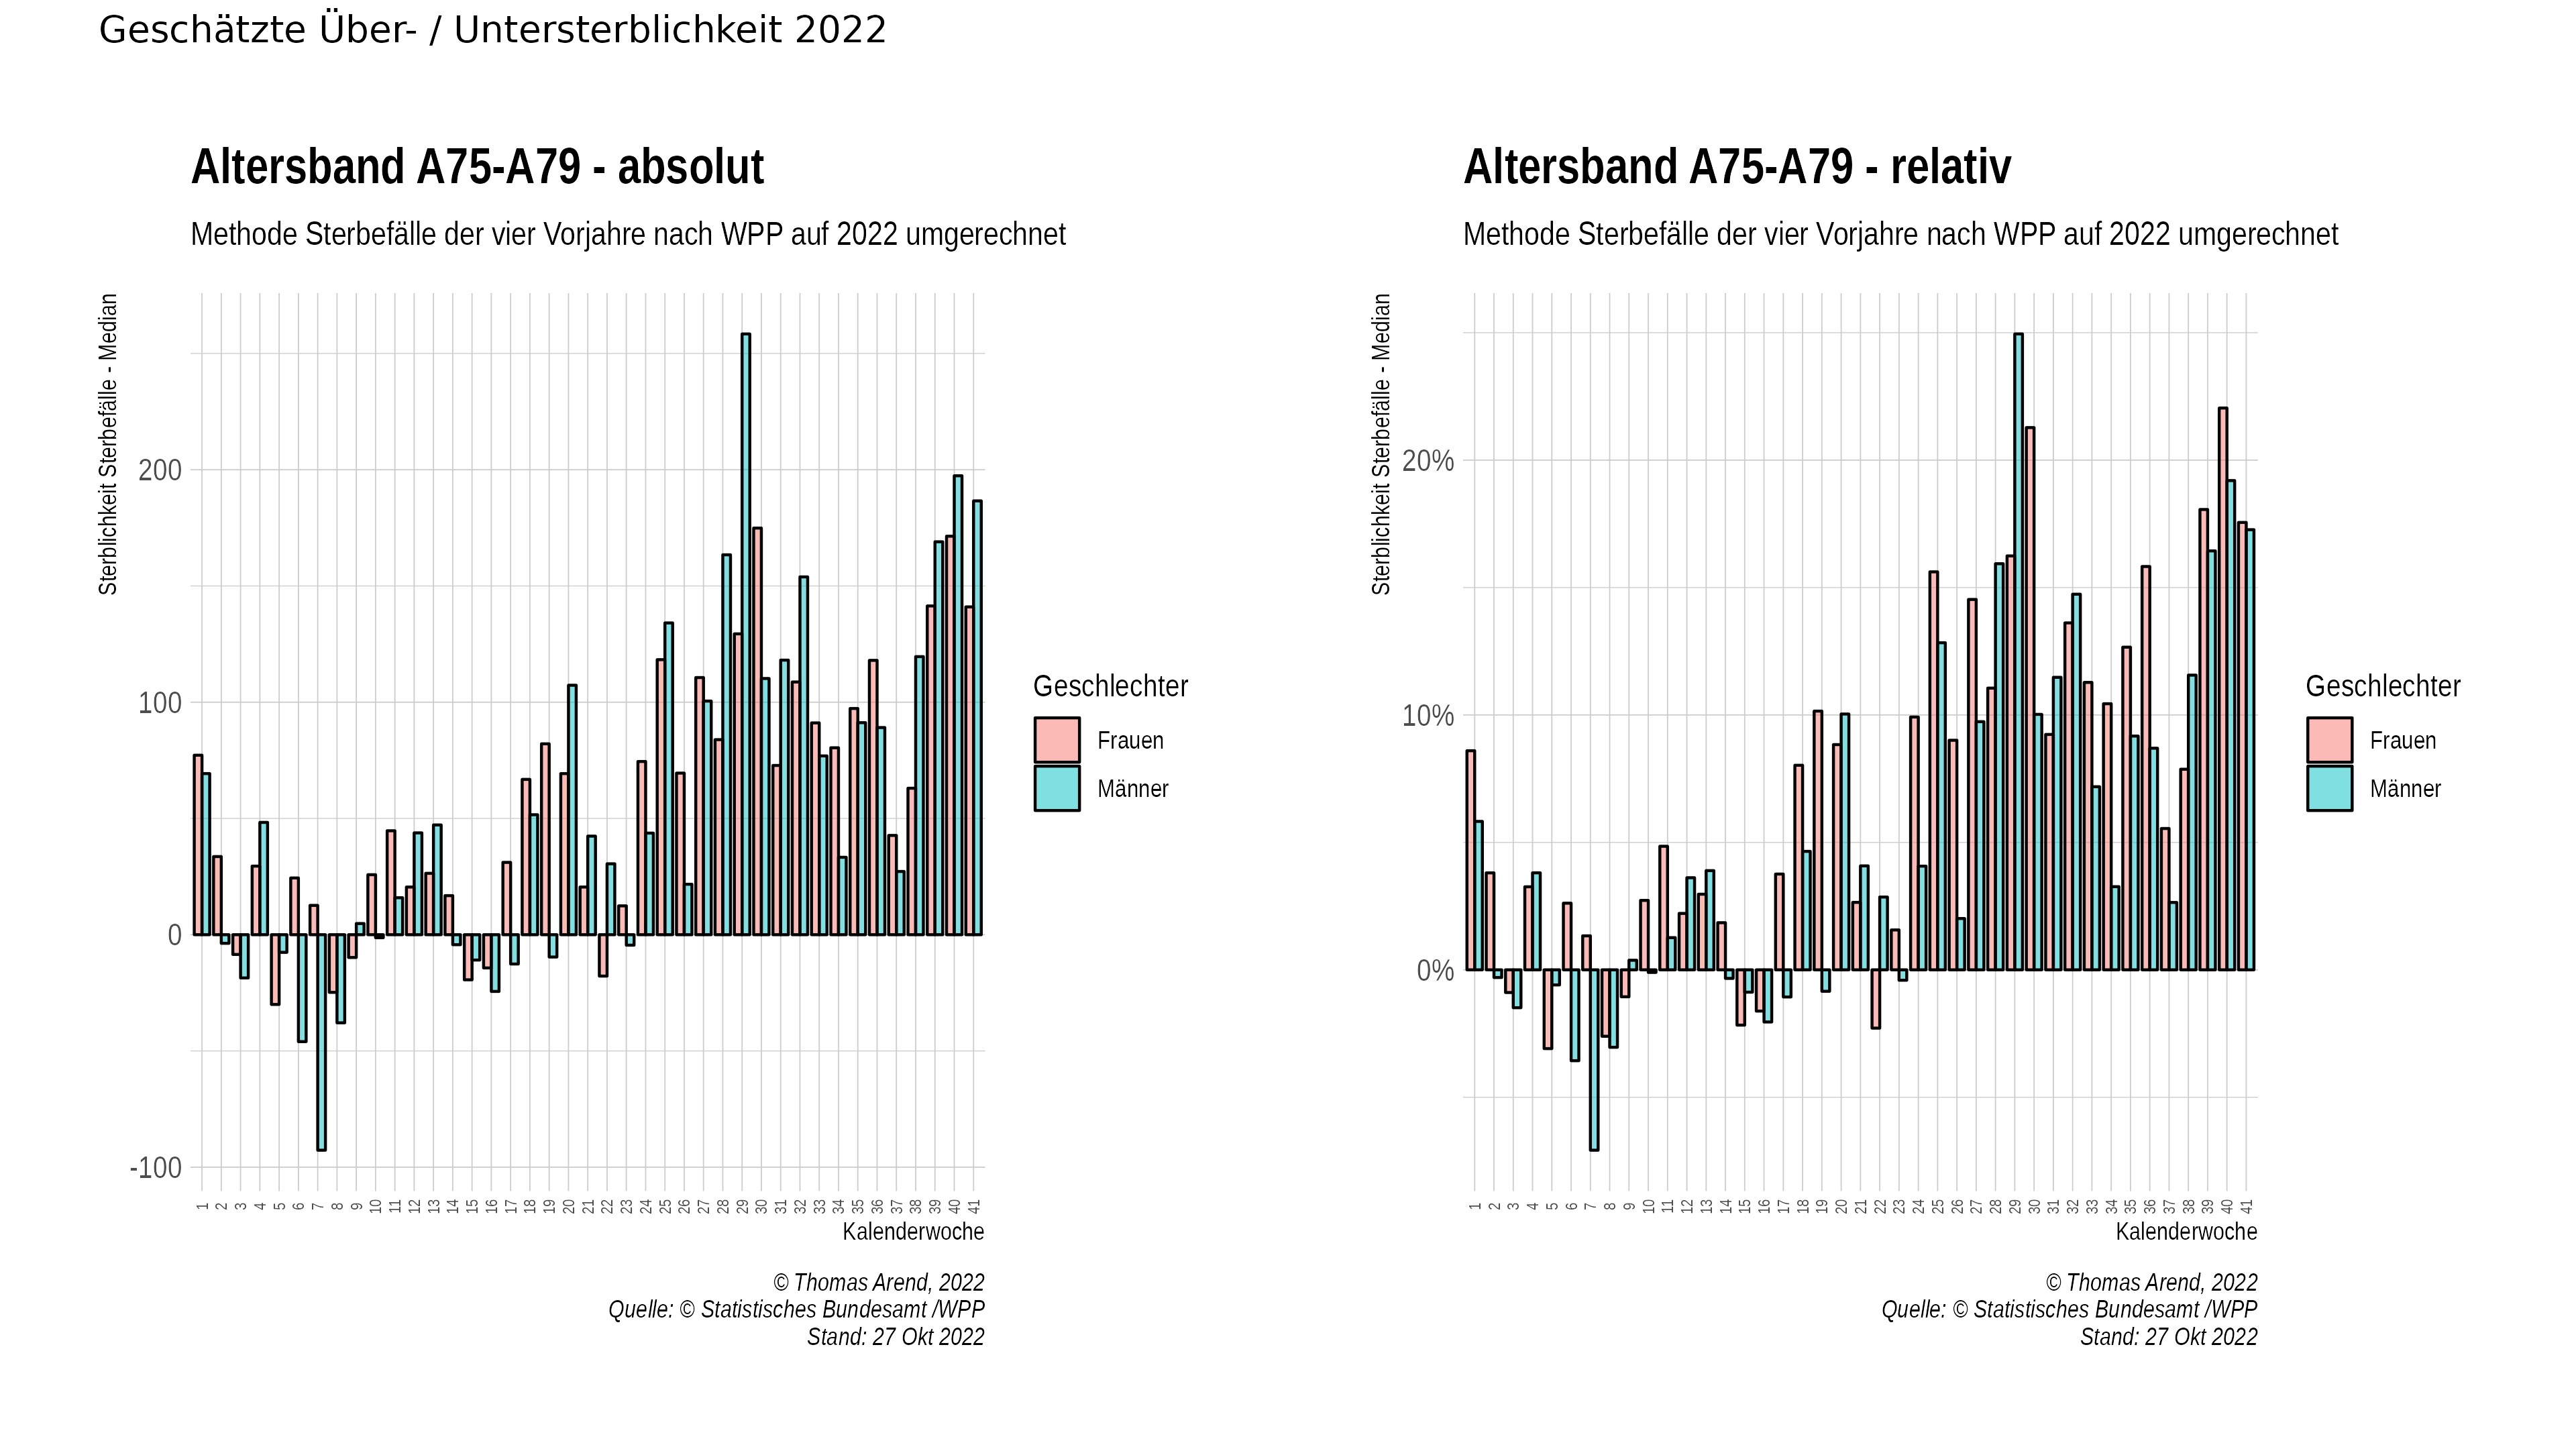 Geschätzte Über- / Untersterblichkeit 2022
Altersband A75-A79 - absolut
Methode Sterbefälle der vier Vorjahre nach WPP auf 2022 umgerechnet
Sterblichkeit Sterbefälle - Median
200
100
0
-100
1 2 3 4 5 6 7 8 9 10 11 12 13 14 15 16 17 18 19 20 21 22 23 24 25 26 27 28 29 30 31 32 33 34 35 36 37 38 39 40 41
Kalenderwoche
Geschlechter
Frauen
Männer
© Thomas Arend, 2022
Quelle: © Statistisches Bundesamt /WPP
Stand: 27 Okt 2022
Altersband A75-A79 - relativ
Methode Sterbefälle der vier Vorjahre nach WPP auf 2022 umgerechnet
Sterblichkeit Sterbefälle - Median
20%
10%
0%
1 2 3 4 5 6 7 8 9 10 11 12 13 14 15 16 17 18 19 20 21 22 23 24 25 26 27 28 29 30 31 32 33 34 35 36 37 38 39 40 41
Kalenderwoche
Geschlechter
Frauen
Männer
© Thomas Arend, 2022
Quelle: © Statistisches Bundesamt /WPP
Stand: 27 Okt 2022